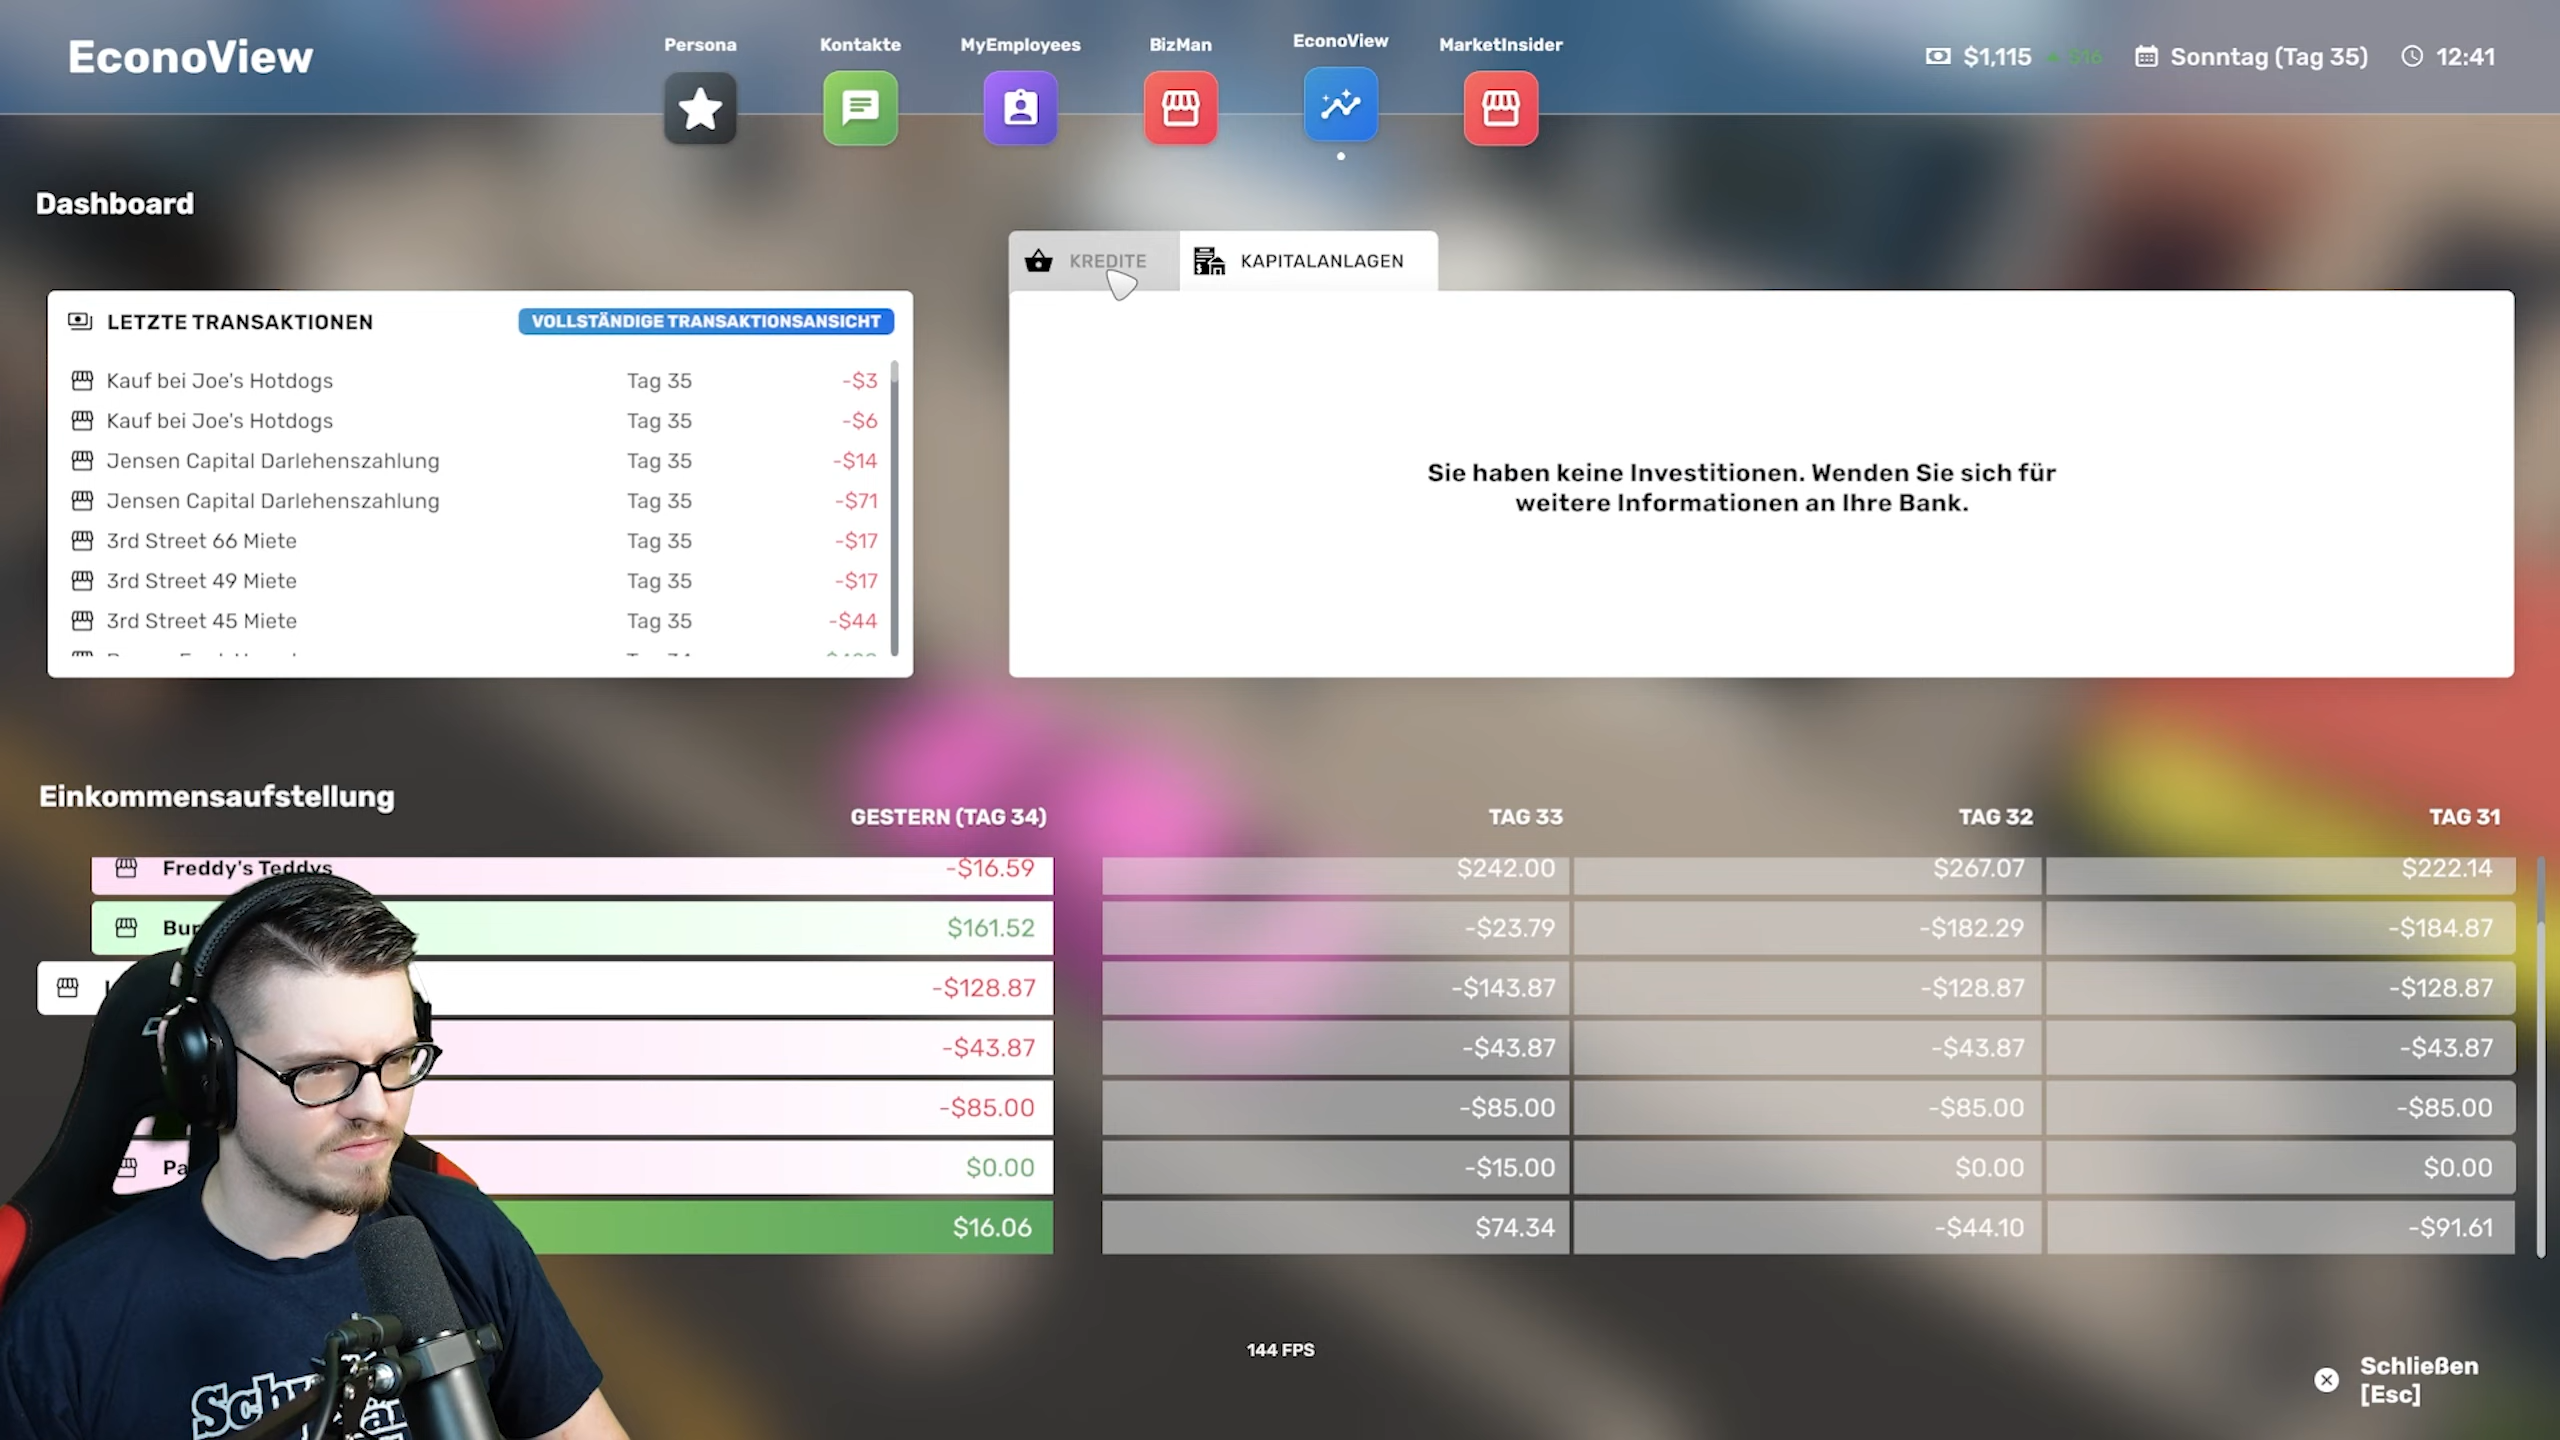 EconoView
Persona
Kontakte
MyEmployees
BizMan
EconoView
MarketInsider
$1,115 $16
Sonntag (Tag 35)
12:41
Dashboard
KREDITE
KAPITALANLAGEN
LETZTE TRANSAKTIONEN
VOLLSTÄNDIGE TRANSAKTIONSANSICHT
Kauf bei Joe's Hotdogs Tag 35 -$3
Kauf bei Joe's Hotdogs Tag 35 -$6
Jensen Capital Darlehenszahlung Tag 35 -$14
Jensen Capital Darlehenszahlung Tag 35 -$71
3rd Street 66 Miete Tag 35 -$17
3rd Street 49 Miete Tag 35 -$17
3rd Street 45 Miete Tag 35 -$44
Sie haben keine Investitionen. Wenden Sie sich für
weitere Informationen an Ihre Bank.
Einkommensaufstellung
GESTERN (TAG 34) TAG 33 TAG 32 TAG 31
Freddy's Teddys -$16.59 $242.00 $267.07 $222.14
Bur $161.52 -$23.79 -$182.29 -$184.87
-$128.87 -$143.87 -$128.87 -$128.87
-$43.87 -$43.87 -$43.87 -$43.87
-$85.00 -$85.00 -$85.00 -$85.00
Pa $0.00 -$15.00 $0.00 $0.00
$16.06 $74.34 -$44.10 -$91.61
144 FPS
Schließen
[Esc]